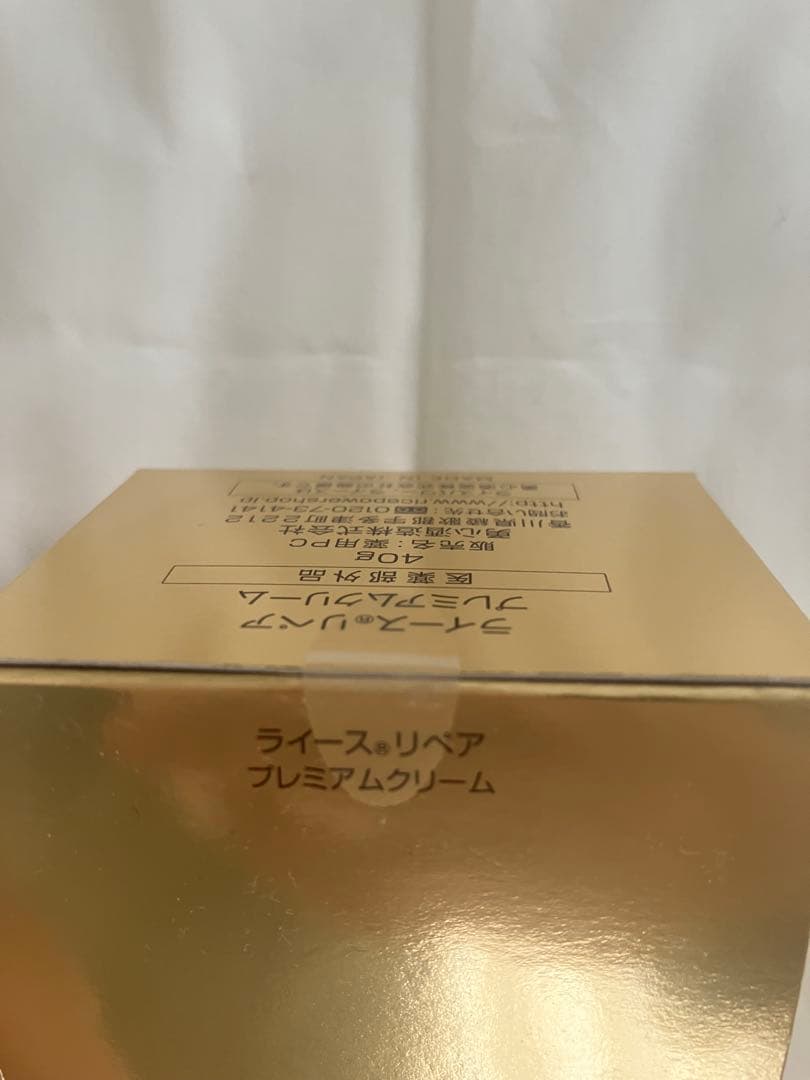 ライース®リペア
プレミアムクリーム
医薬部外品
40g
販売名：薬用PC
勇心酒造株式会社
香川県綾歌郡宇多津町2212
お問い合せ先：0120-73-4141
http://www.ricepowershop.jp
MADE IN JAPAN
ライース®リペア
プレミアムクリーム